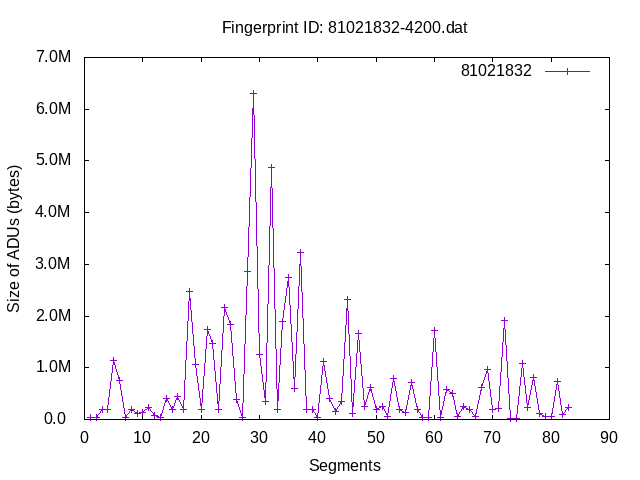 Fingerprint ID: 81021832-4200.dat
7.0M
81021832
6.0M
5.0M
4.0M
3.0M
2.0M
1.0M
0.0
Size of ADUs (bytes)
0 10 20 30 40 50 60 70 80 90
Segments